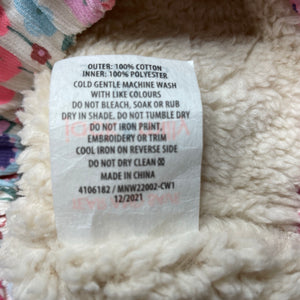 OUTER: 100% COTTON
INNER: 100% POLYESTER
COLD GENTLE MACHINE WASH
WITH LIKE COLOURS
DO NOT BLEACH, SOAK OR RUB
DRY IN SHADE, DO NOT TUMBLE DRY
DO NOT IRON PRINT,
EMBROIDERY OR TRIM
COOL IRON ON REVERSE SIDE
DO NOT DRY CLEAN
MADE IN CHINA
4106182 / MNW22002-CW1
12/2021